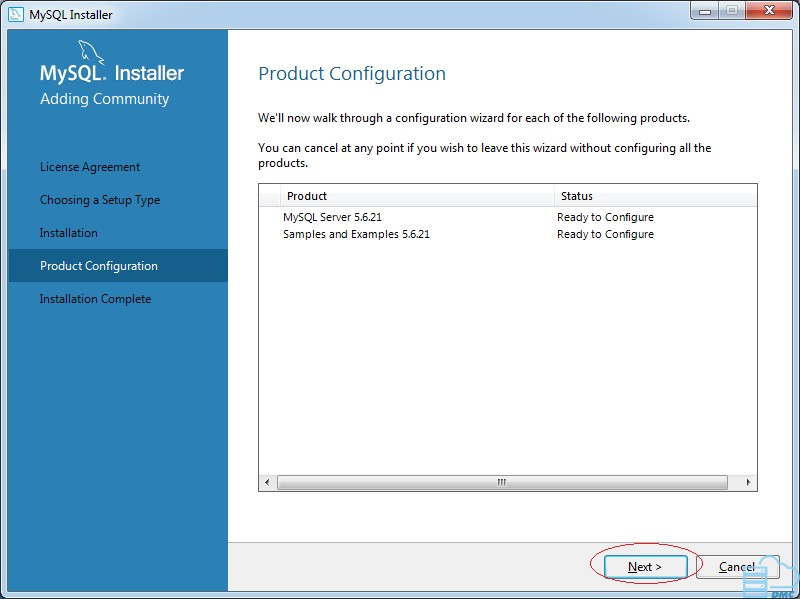 MySQL Installer
MySQL. Installer
Adding Community
License Agreement
Choosing a Setup Type
Installation
Product Configuration
Installation Complete
Product Configuration
We'll now walk through a configuration wizard for each of the following products.
You can cancel at any point if you wish to leave this wizard without configuring all the
products.
Product Status
MySQL Server 5.6.21 Ready to Configure
Samples and Examples 5.6.21 Ready to Configure
Next > Cancel
DMC